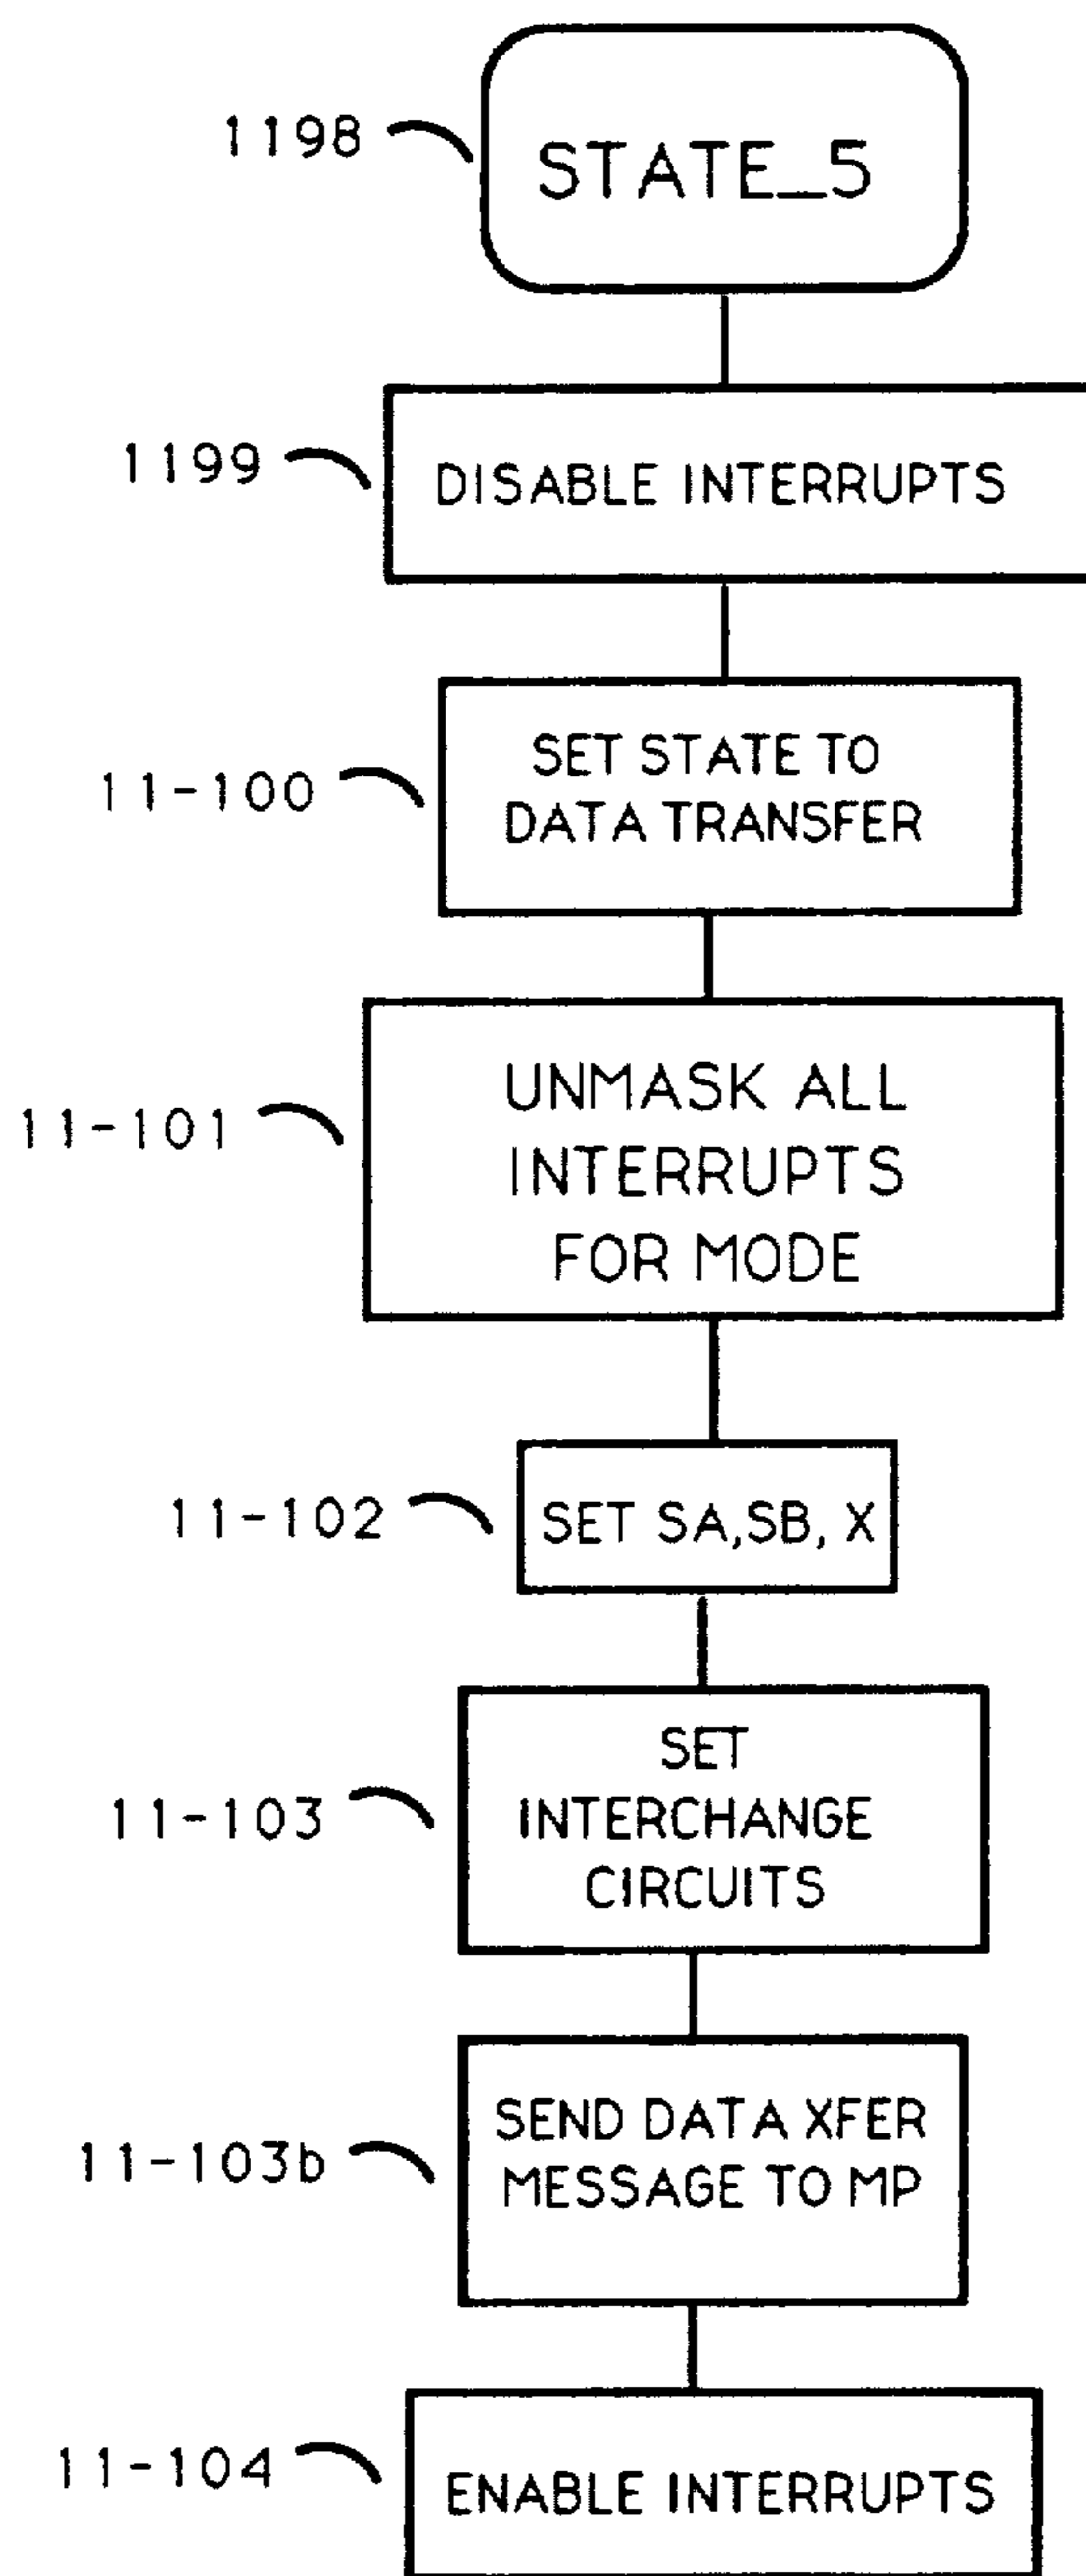 1198
STATE_5
1199
DISABLE INTERRUPTS
11-100
SET STATE TO
DATA TRANSFER
11-101
UNMASK ALL
INTERRUPTS
FOR MODE
11-102
SET SA,SB, X
11-103
SET
INTERCHANGE
CIRCUITS
11-103b
SEND DATA XFER
MESSAGE TO MP
11-104
ENABLE INTERRUPTS